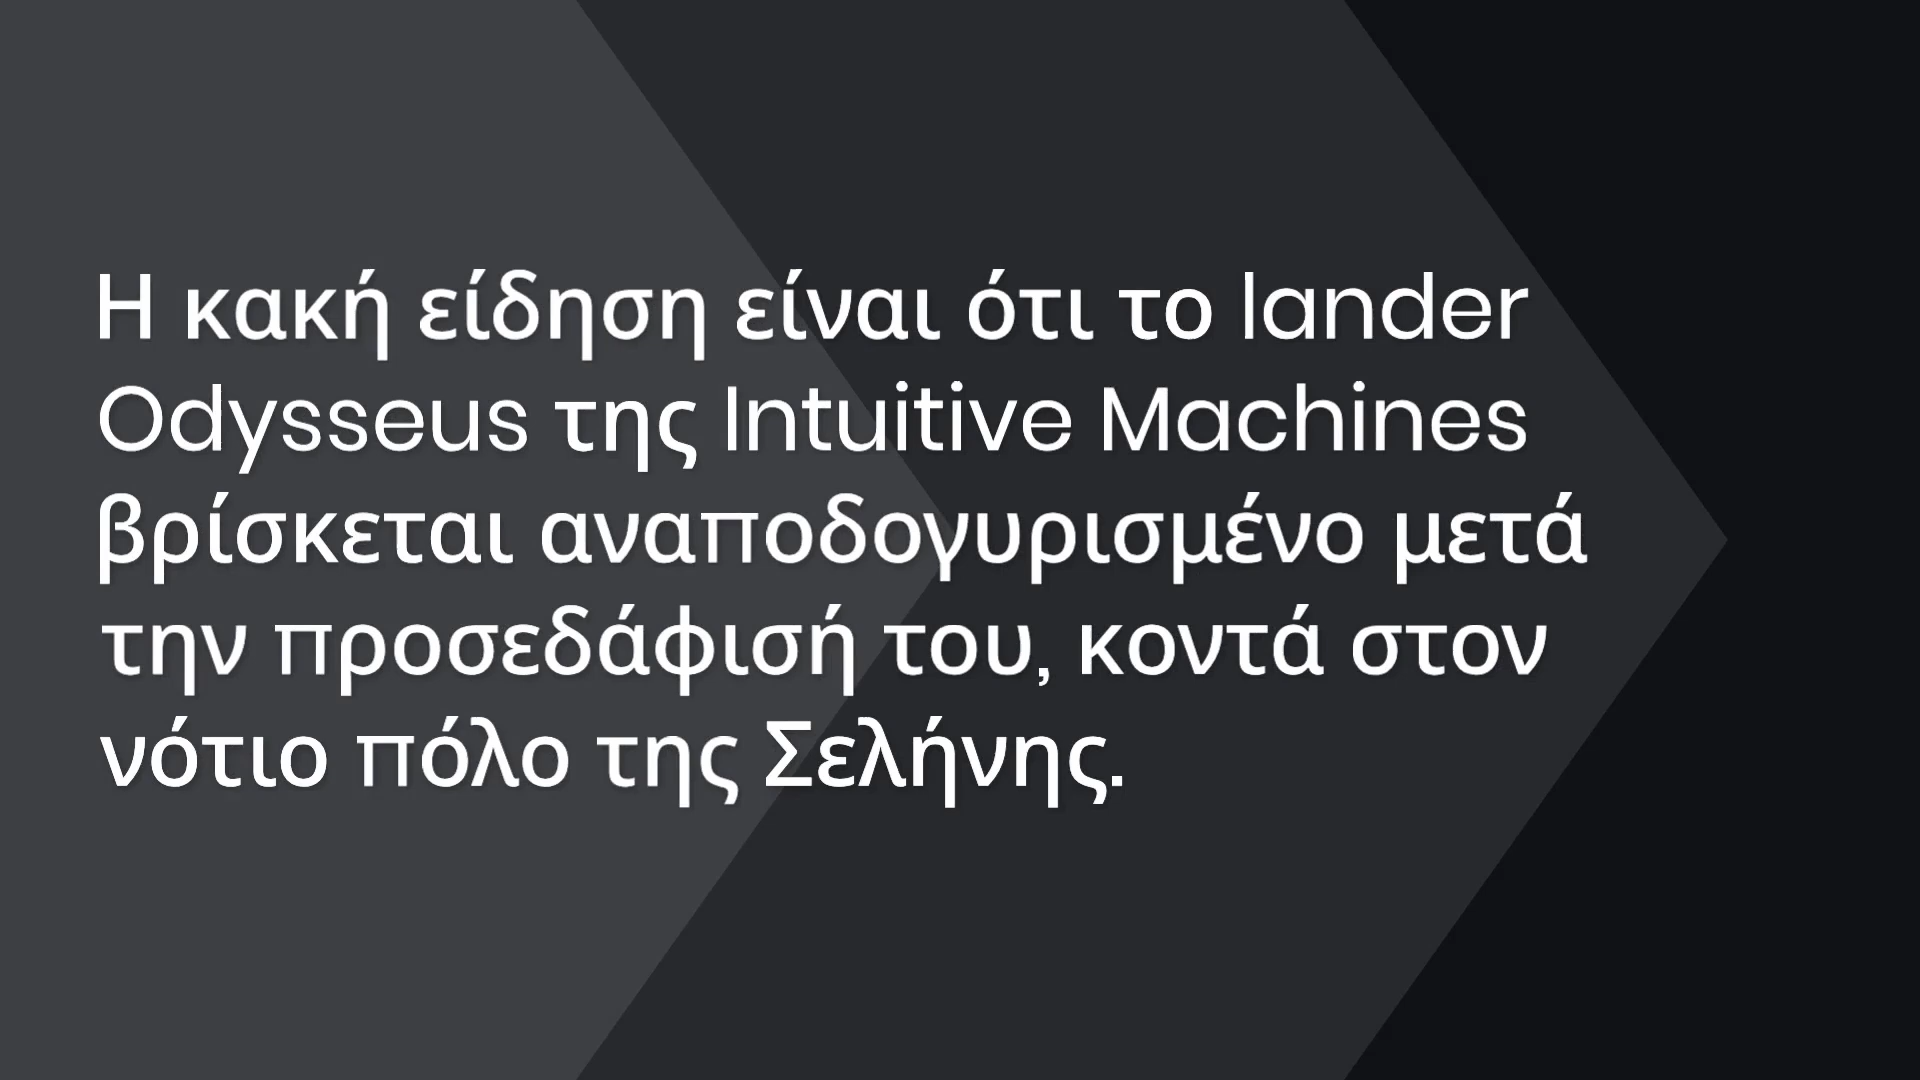 Η κακή είδηση είναι ότι το lander
Odysseus της Intuitive Machines
βρίσκεται αναποδογυρισμένο μετά
την προσεδάφισή του, κοντά στον
νότιο πόλο της Σελήνης.